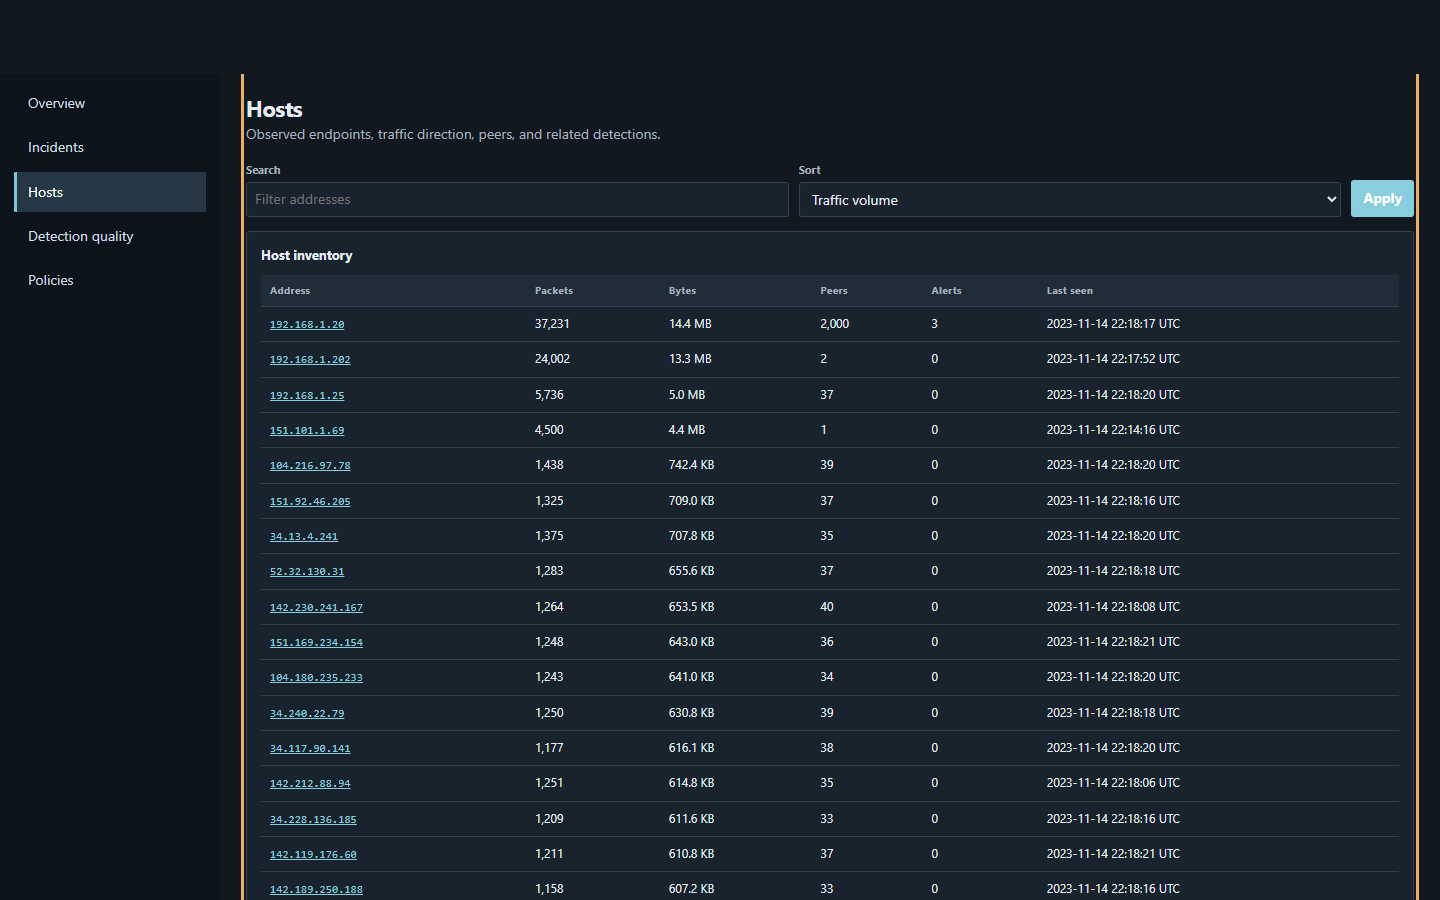 Overview
Incidents
Hosts
Detection quality
Policies
Hosts
Observed endpoints, traffic direction, peers, and related detections.
Search Sort
Filter addresses Traffic volume Apply
Host inventory
Address Packets Bytes Peers Alerts Last seen
192.168.1.20 37,231 14.4 MB 2,000 3 2023-11-14 22:18:17 UTC
192.168.1.202 24,002 13.3 MB 2 0 2023-11-14 22:17:52 UTC
192.168.1.25 5,736 5.0 MB 37 0 2023-11-14 22:18:20 UTC
151.101.1.69 4,500 4.4 MB 1 0 2023-11-14 22:14:16 UTC
104.216.97.78 1,438 742.4 KB 39 0 2023-11-14 22:18:20 UTC
151.92.46.205 1,325 709.0 KB 37 0 2023-11-14 22:18:16 UTC
34.13.4.241 1,375 707.8 KB 35 0 2023-11-14 22:18:20 UTC
52.32.130.31 1,283 655.6 KB 37 0 2023-11-14 22:18:18 UTC
142.230.241.167 1,264 653.5 KB 40 0 2023-11-14 22:18:08 UTC
151.169.234.154 1,248 643.0 KB 36 0 2023-11-14 22:18:21 UTC
104.180.235.233 1,243 641.0 KB 34 0 2023-11-14 22:18:20 UTC
34.240.22.79 1,250 630.8 KB 39 0 2023-11-14 22:18:18 UTC
34.117.90.141 1,177 616.1 KB 38 0 2023-11-14 22:18:20 UTC
142.212.88.94 1,251 614.8 KB 35 0 2023-11-14 22:18:06 UTC
34.228.136.185 1,209 611.6 KB 33 0 2023-11-14 22:18:16 UTC
142.119.176.60 1,211 610.8 KB 37 0 2023-11-14 22:18:21 UTC
142.189.250.188 1,158 607.2 KB 33 0 2023-11-14 22:18:16 UTC